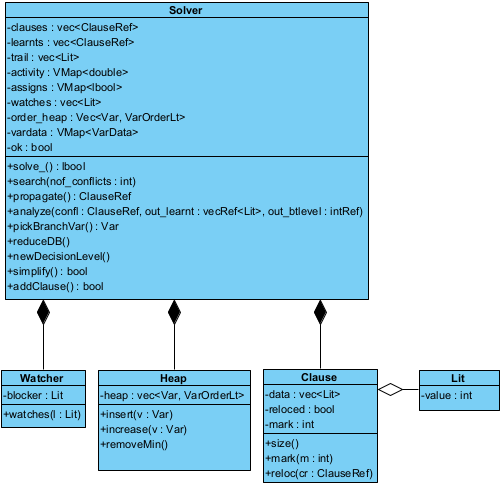 Solver
-clauses : vec<ClauseRef>
-learnts : vec<ClauseRef>
-trail : vec<Lit>
-activity : VMap<double>
-assigns : VMap<lbool>
-watches : vec<Lit>
-order_heap : Vec<Var, VarOrderLt>
-vardata : VMap<VarData>
-ok : bool
+solve_() : lbool
+search(nof_conflicts : int)
+propagate() : ClauseRef
+analyze(confl : ClauseRef, out_learnt : vecRef<Lit>, out_btlevel : intRef)
+pickBranchVar() : Var
+reduceDB()
+newDecisionLevel()
+simplify() : bool
+addClause() : bool
Watcher
-blocker : Lit
+watches(l : Lit)
Heap
-heap : vec<Var, VarOrderLt>
+insert(v : Var)
+increase(v : Var)
+removeMin()
Clause
-data : vec<Lit>
-reloced : bool
-mark : int
+size()
+mark(m : int)
+reloc(cr : ClauseRef)
Lit
-value : int